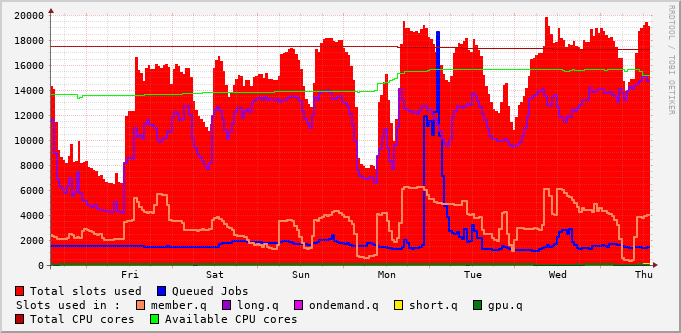 20000
18000
16000
14000
12000
10000
8000
6000
4000
2000
0
Fri Sat Sun Mon Tue Wed Thu
RRDTOOL / TOBI OETIKER
Total slots used Queued Jobs
Slots used in : member.q long.q ondemand.q short.q gpu.q
Total CPU cores Available CPU cores